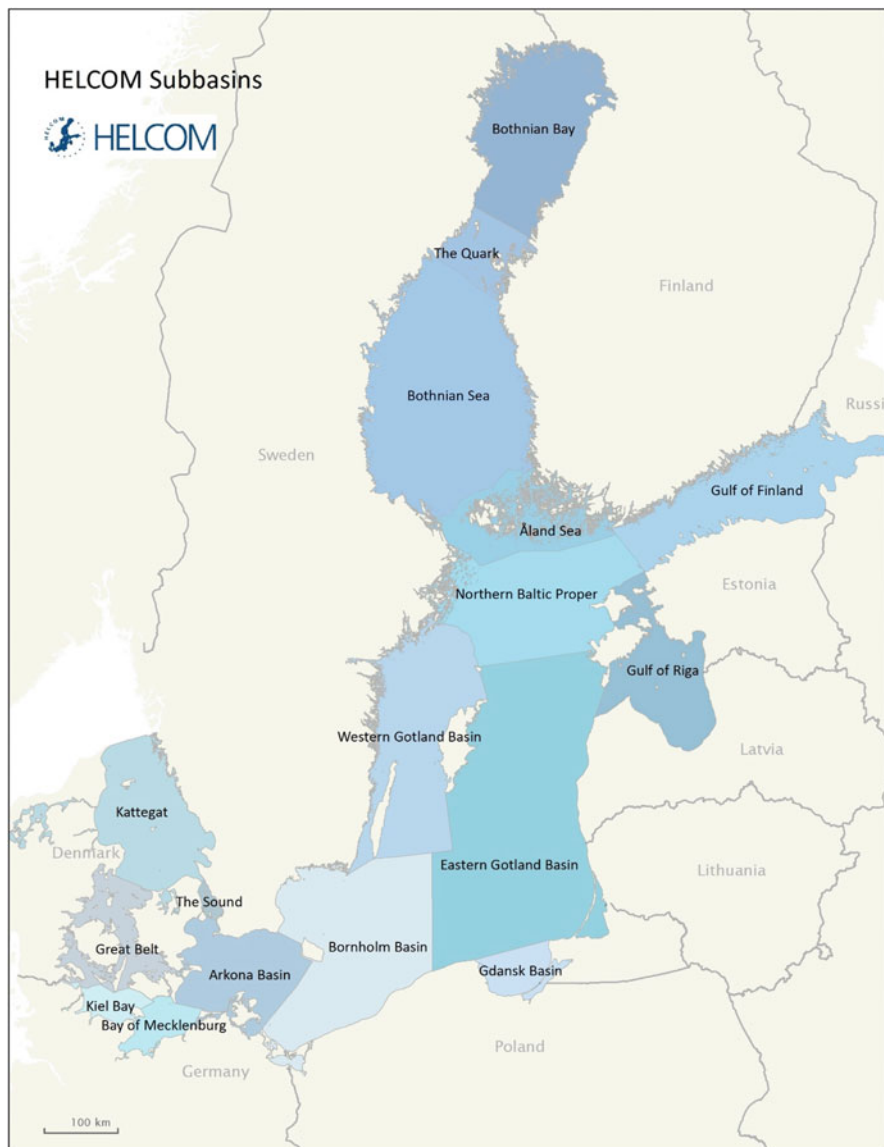 HELCOM Subbasins
HELCOM
HELCOM
Bothnian Bay
The Quark
Finland
Bothnian Sea
Russi
Sweden
Gulf of Finland
Åland Sea
Estonia
Northern Baltic Proper
Gulf of Riga
Western Gotland Basin
Latvia
Kattegat
Denmark
Eastern Gotland Basin
Lithuania
The Sound
Great Belt
Bornholm Basin
Arkona Basin
Gdansk Basin
Kiel Bay
Bay of Mecklenburg
Poland
Germany
100 km